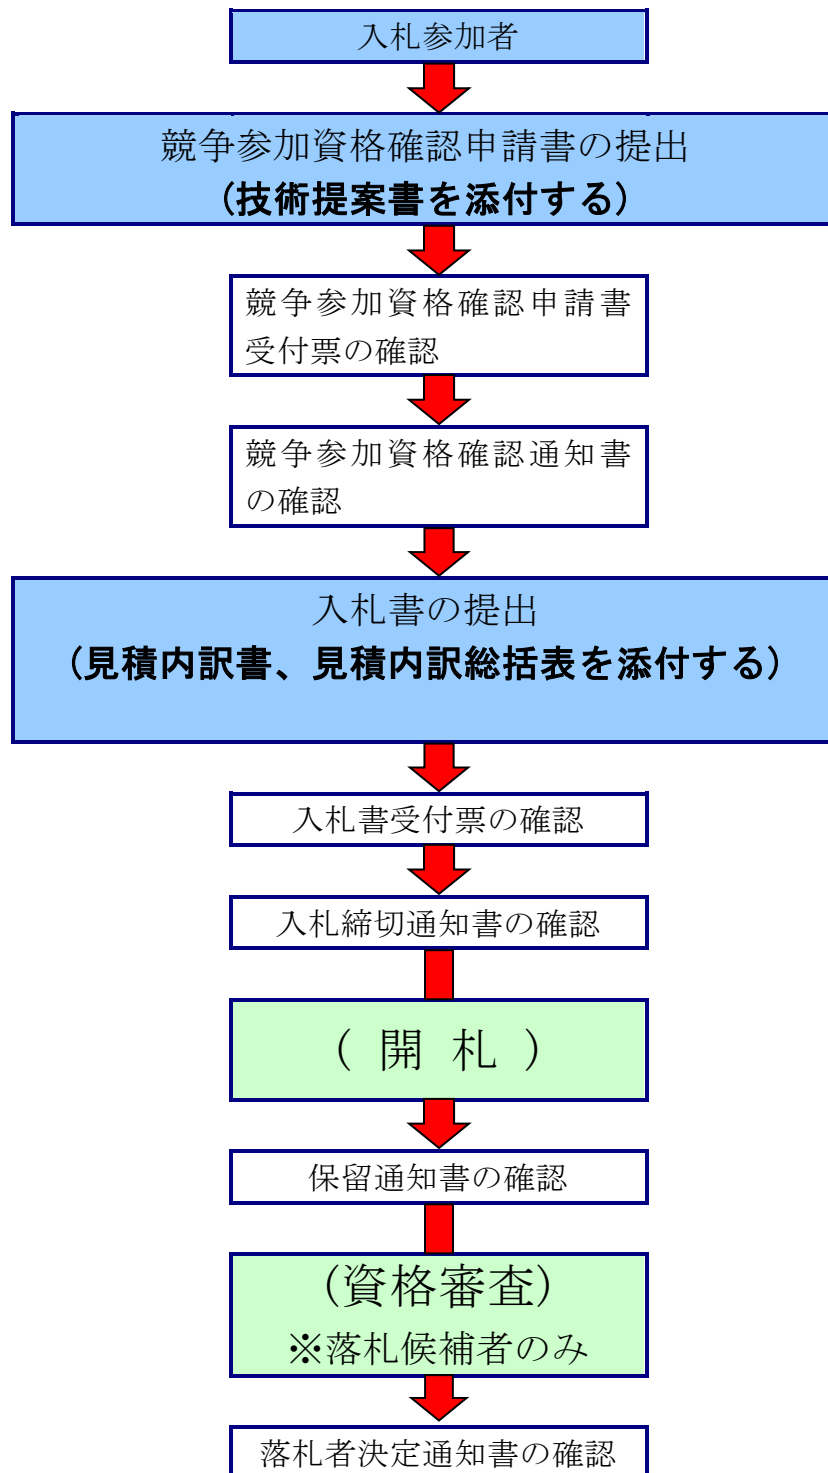 入札参加者
競争参加資格確認申請書の提出
（技術提案書を添付する）
競争参加資格確認申請書
受付票の確認
競争参加資格確認通知書
の確認
入札書の提出
（見積内訳書、見積内訳総括表を添付する）
入札書受付票の確認
入札締切通知書の確認
（ 開 札 ）
保留通知書の確認
（資格審査）
※落札候補者のみ
落札者決定通知書の確認